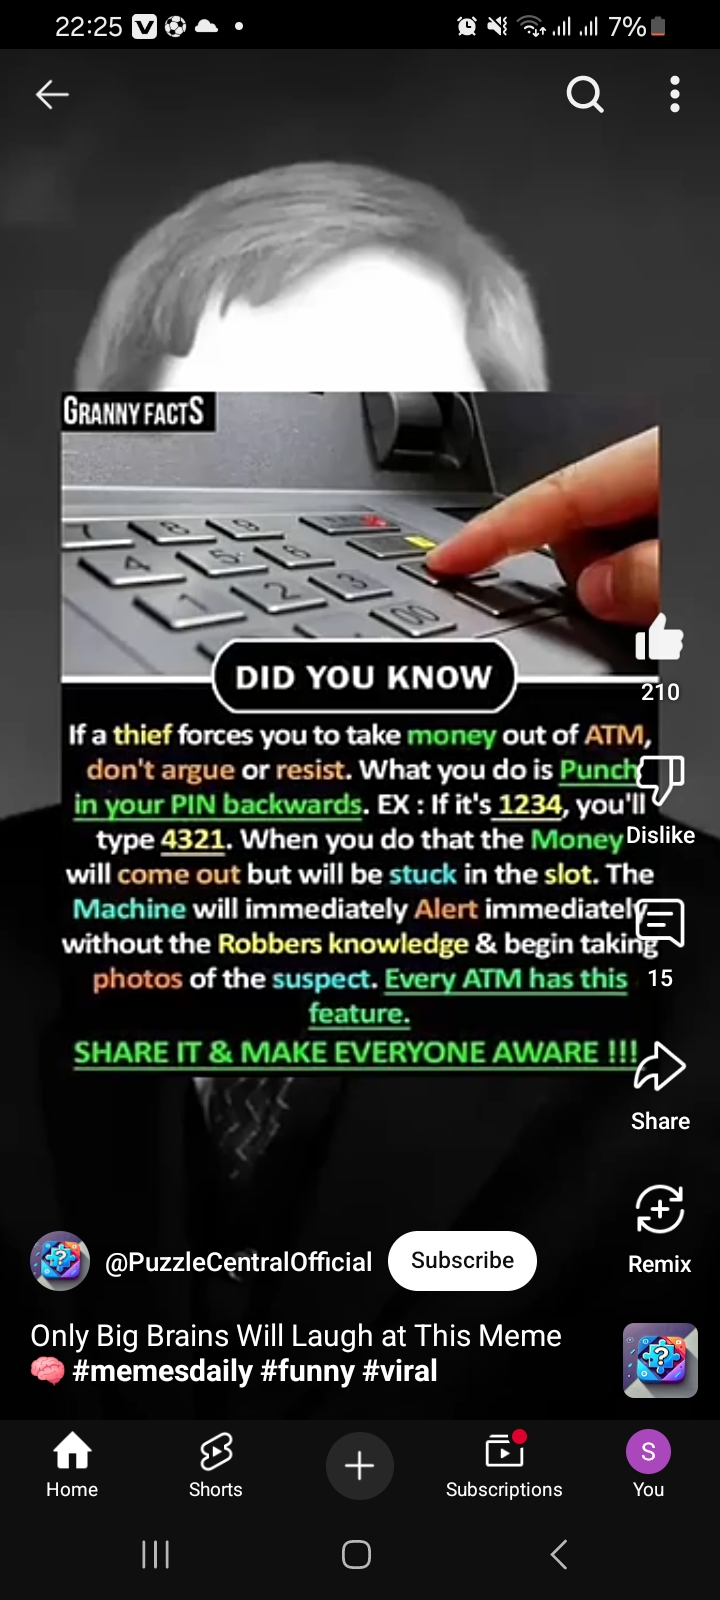 22:25
7%
GRANNY FACTS
7 8 9
4 5 6
1 2 3
00
DID YOU KNOW
If a thief forces you to take money out of ATM,
don't argue or resist. What you do is Punch
in your PIN backwards. EX : If it's 1234, you'll
type 4321. When you do that the Money
will come out but will be stuck in the slot. The
Machine will immediately Alert immediately
without the Robbers knowledge & begin taking
photos of the suspect. Every ATM has this
feature.
SHARE IT & MAKE EVERYONE AWARE !!!
210
Dislike
15
Share
Remix
@PuzzleCentralOfficial Subscribe
Only Big Brains Will Laugh at This Meme
🧠 #memesdaily #funny #viral
Home Shorts Subscriptions You
S